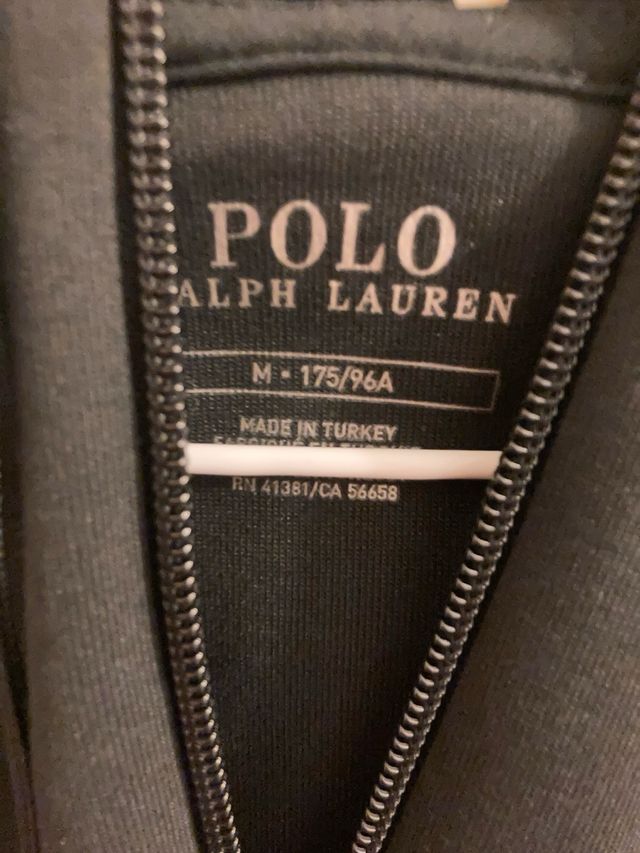 POLO
ALPH LAUREN
M - 175/96A
MADE IN TURKEY
RN 41381/CA 56658